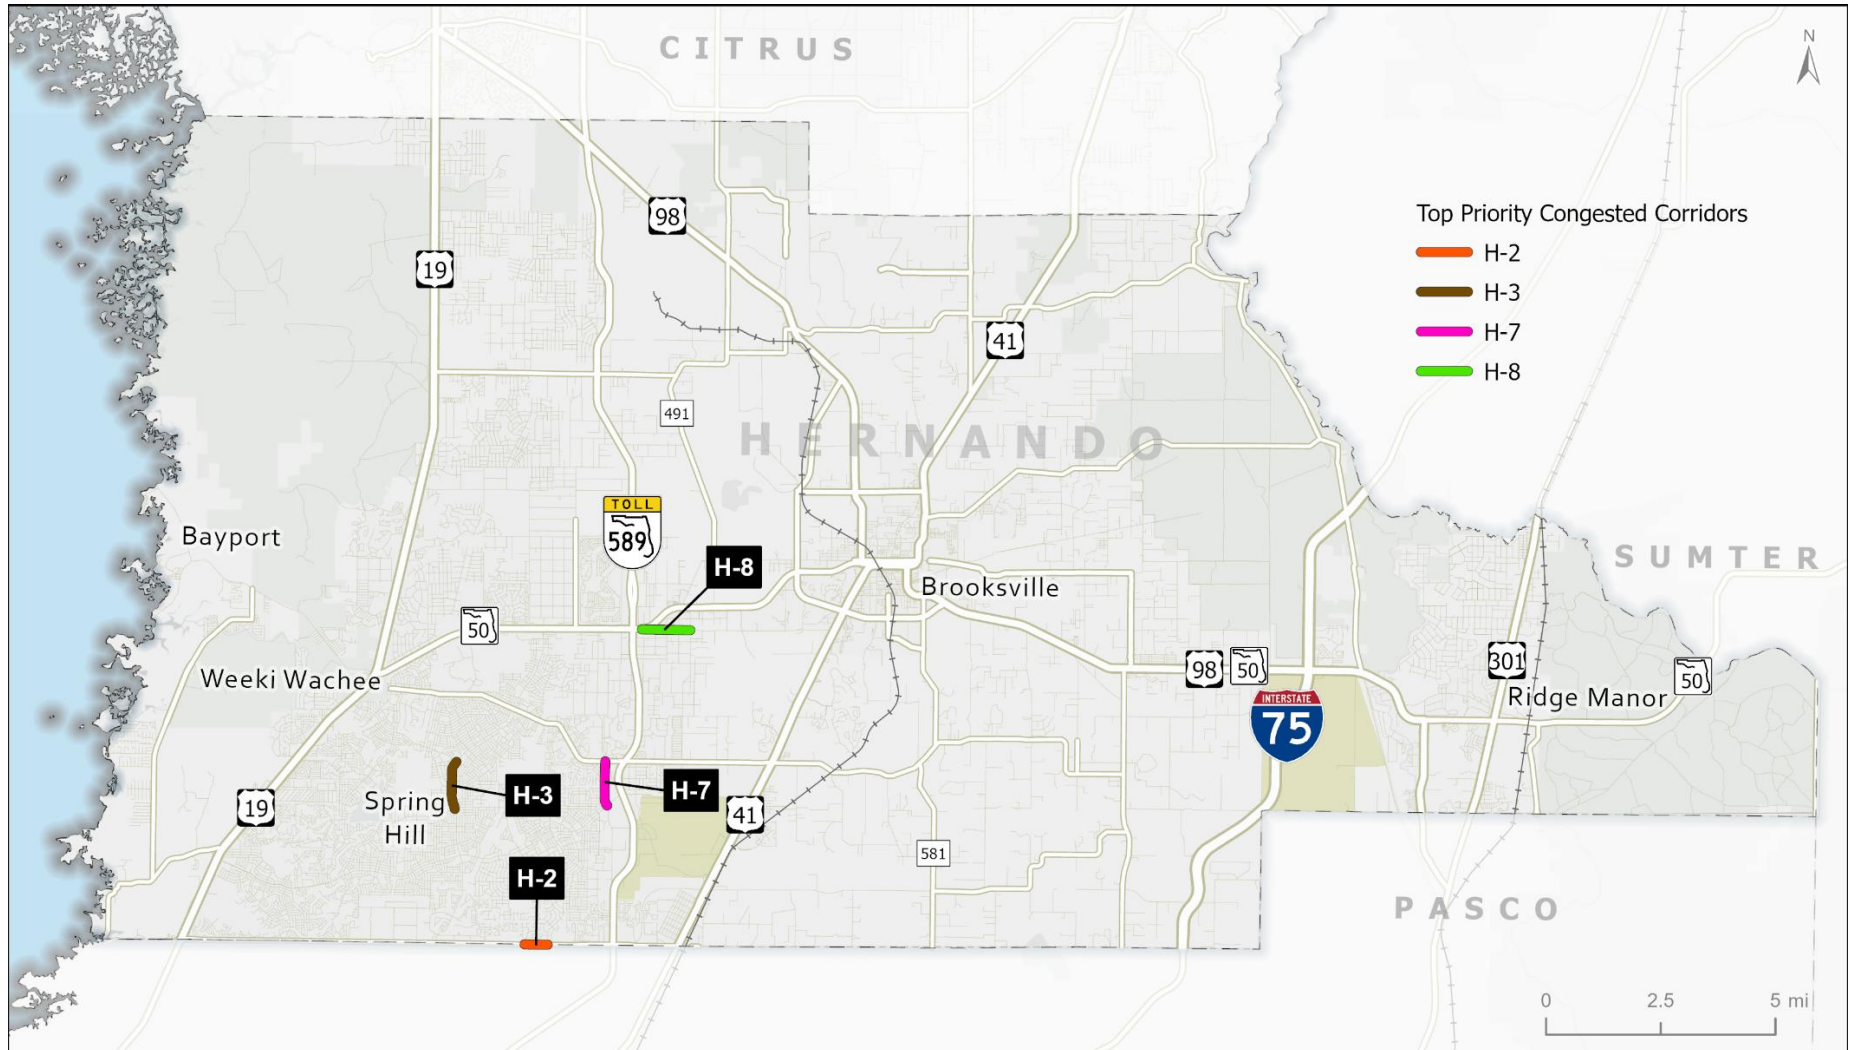 CITRUS
N
98
19
Top Priority Congested Corridors
H-2
H-3
H-7
H-8
41
491
HERNANDO
TOLL
589
Bayport
H-8
SUMTER
Brooksville
50
Weeki Wachee
98
50
301
50
Ridge Manor
INTERSTATE
75
H-3
H-7
19
Spring
Hill
41
581
H-2
PASCO
0 2.5 5 mi